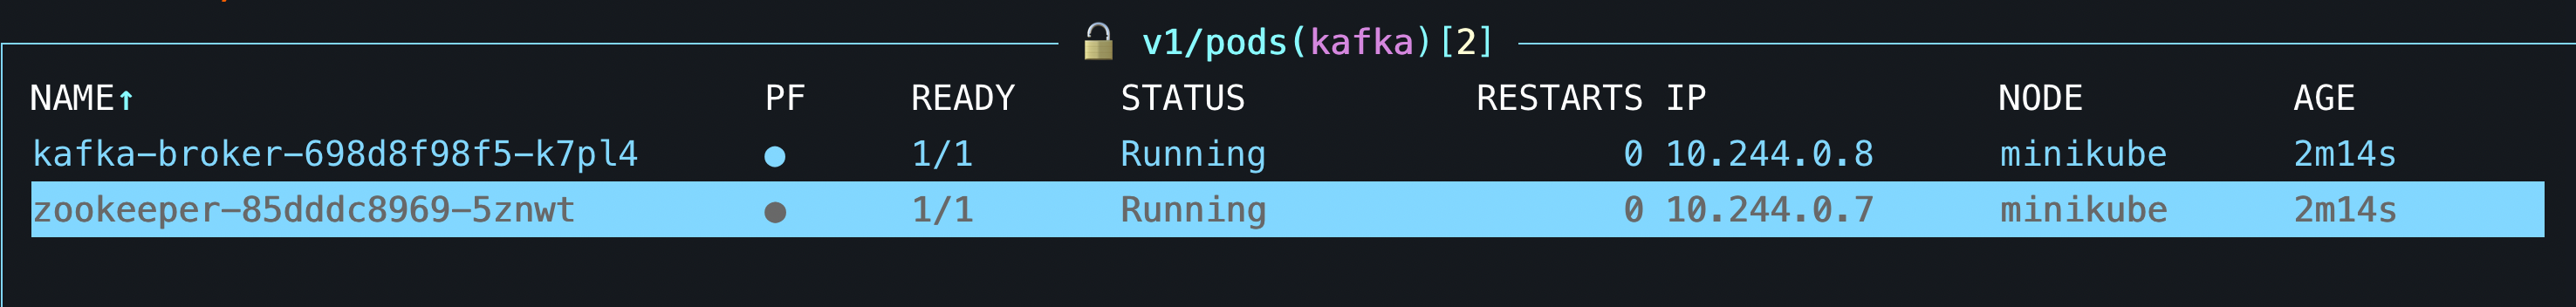 v1/pods(kafka)[2]
NAME↑ PF READY STATUS RESTARTS IP NODE AGE
kafka-broker-698d8f98f5-k7pl4 ● 1/1 Running 0 10.244.0.8 minikube 2m14s
zookeeper-85dddc8969-5znwt ● 1/1 Running 0 10.244.0.7 minikube 2m14s